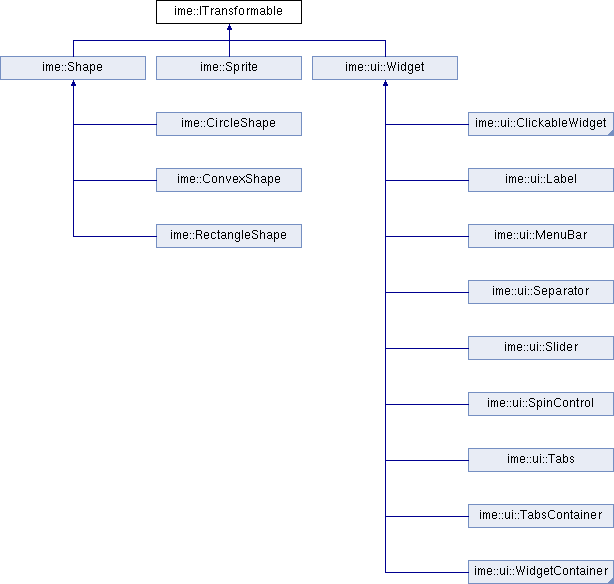 ime::ITransformable
ime::Shape
ime::Sprite
ime::ui::Widget
ime::CircleShape
ime::ui::ClickableWidget
ime::ConvexShape
ime::ui::Label
ime::RectangleShape
ime::ui::MenuBar
ime::ui::Separator
ime::ui::Slider
ime::ui::SpinControl
ime::ui::Tabs
ime::ui::TabsContainer
ime::ui::WidgetContainer